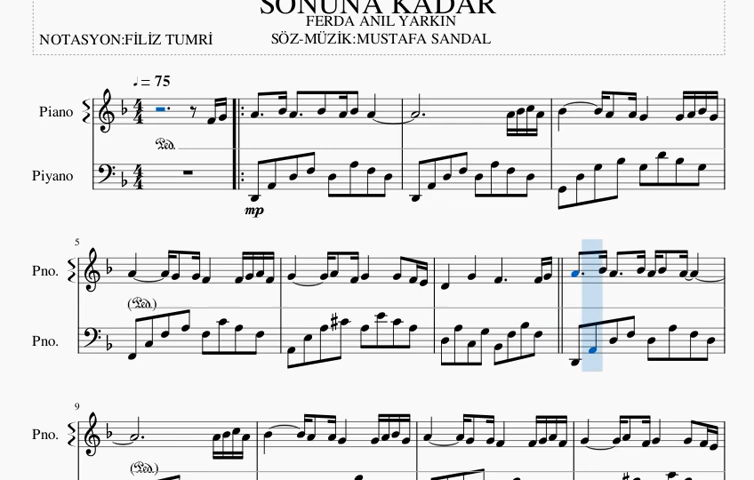 SONUNA KADAR
FERDA ANIL YARKIN
NOTASYON:FİLİZ TUMRİ
SÖZ-MÜZİK:MUSTAFA SANDAL
♩= 75
Piano
Piyano
mp
5
Pno.
(𝆮)
Pno.
9
Pno.
(𝆮)